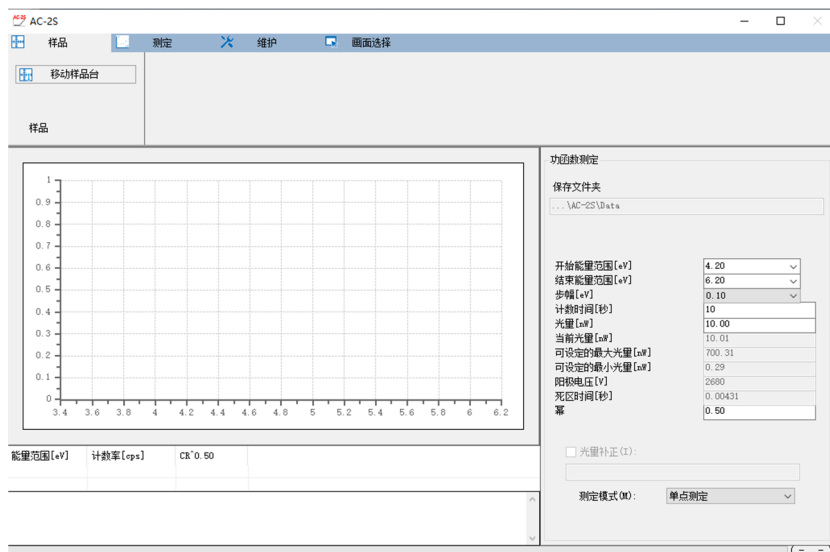 AC-2S
样品 测定 维护 画面选择
移动样品台
样品
功函数测定
保存文件夹
...\AC-2S\Data
1
0.9
0.8
0.7
0.6
0.5
0.4
0.3
0.2
0.1
0
3.4 3.6 3.8 4 4.2 4.4 4.6 4.8 5 5.2 5.4 5.6 5.8 6 6.2
开始能量范围[eV] 4.20
结束能量范围[eV] 6.20
步幅[eV] 0.10
计数时间[秒] 10
光量[nW] 10.00
当前光量[nW] 10.01
可设定的最大光量[nW] 700.31
可设定的最小光量[nW] 0.29
阳极电压[V] 2680
死区时间[秒] 0.00431
幂 0.50
能量范围[eV] 计数率[cps] CR^0.50
光量补正(I):
测定模式(M): 单点测定